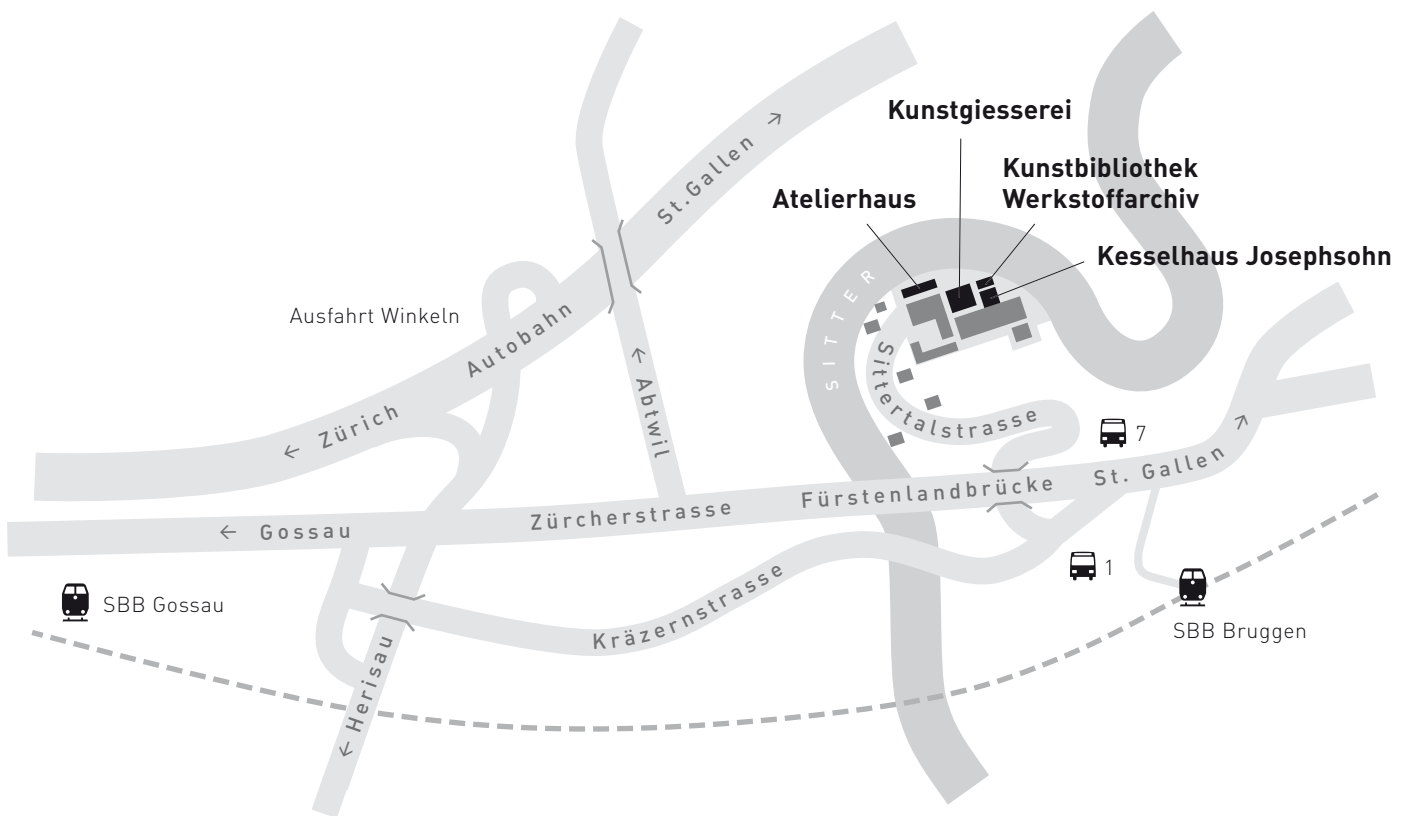 Kunstgiesserei
Kunstbibliothek
Werkstoffarchiv
Atelierhaus
Kesselhaus Josephsohn
St.Gallen →
SITTER
Ausfahrt Winkeln
Autobahn
← Zürich
← Abtwil
Sittertalstrasse
7
St. Gallen →
Fürstenlandbrücke
Zürcherstrasse
← Gossau
1
SBB Gossau
Kräzernstrasse
SBB Bruggen
← Herisau